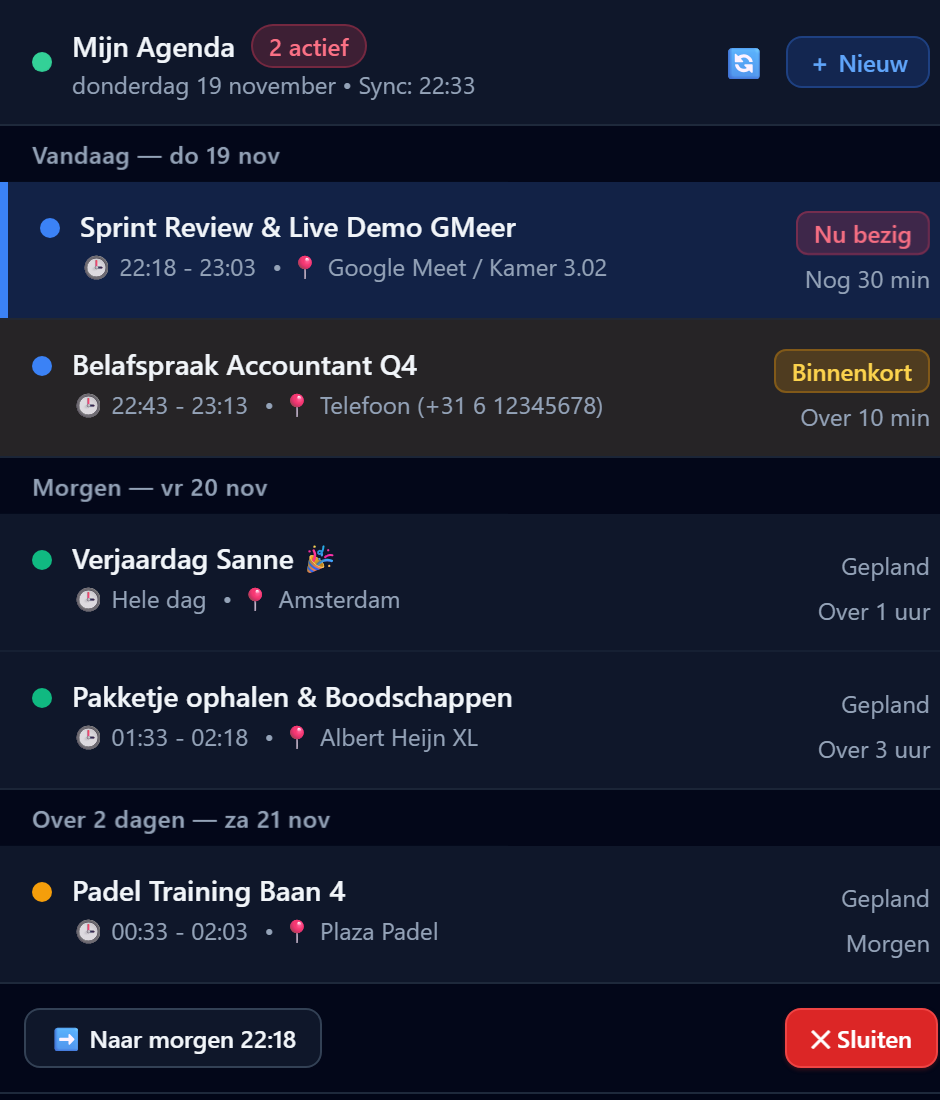 Mijn Agenda 2 actief
donderdag 19 november • Sync: 22:33
+ Nieuw
Vandaag — do 19 nov
Sprint Review & Live Demo GMeer
Nu bezig
22:18 - 23:03 • Google Meet / Kamer 3.02
Nog 30 min
Belafspraak Accountant Q4
Binnenkort
22:43 - 23:13 • Telefoon (+31 6 12345678)
Over 10 min
Morgen — vr 20 nov
Verjaardag Sanne 🎉
Gepland
Hele dag • Amsterdam
Over 1 uur
Pakketje ophalen & Boodschappen
Gepland
01:33 - 02:18 • Albert Heijn XL
Over 3 uur
Over 2 dagen — za 21 nov
Padel Training Baan 4
Gepland
00:33 - 02:03 • Plaza Padel
Morgen
Naar morgen 22:18
Sluiten